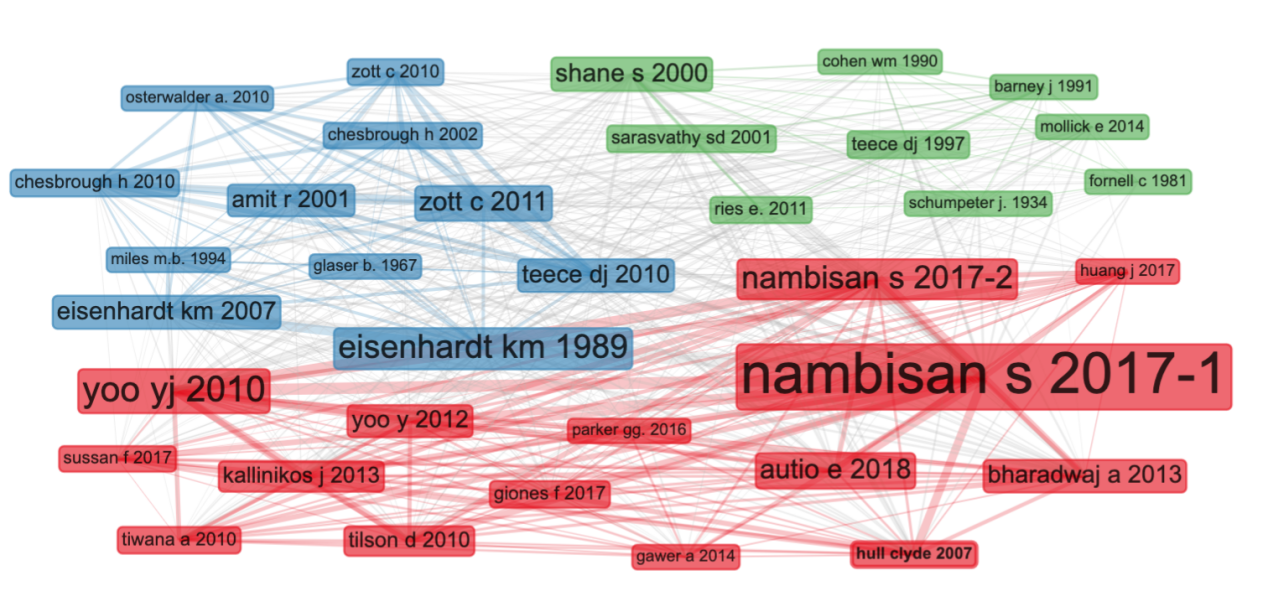 zott c 2010
shane s 2000
cohen wm 1990
osterwalder a. 2010
barney j 1991
chesbrough h 2002
sarasvathy sd 2001
teece dj 1997
mollick e 2014
chesbrough h 2010
amit r 2001
zott c 2011
ries e. 2011
schumpeter j. 1934
fornell c 1981
miles m.b. 1994
glaser b. 1967
teece dj 2010
nambisan s 2017-2
huang j 2017
eisenhardt km 2007
eisenhardt km 1989
nambisan s 2017-1
yoo yj 2010
yoo y 2012
parker gg. 2016
sussan f 2017
kallinikos j 2013
giones f 2017
autio e 2018
bharadwaj a 2013
tiwana a 2010
tilson d 2010
gawer a 2014
hull clyde 2007